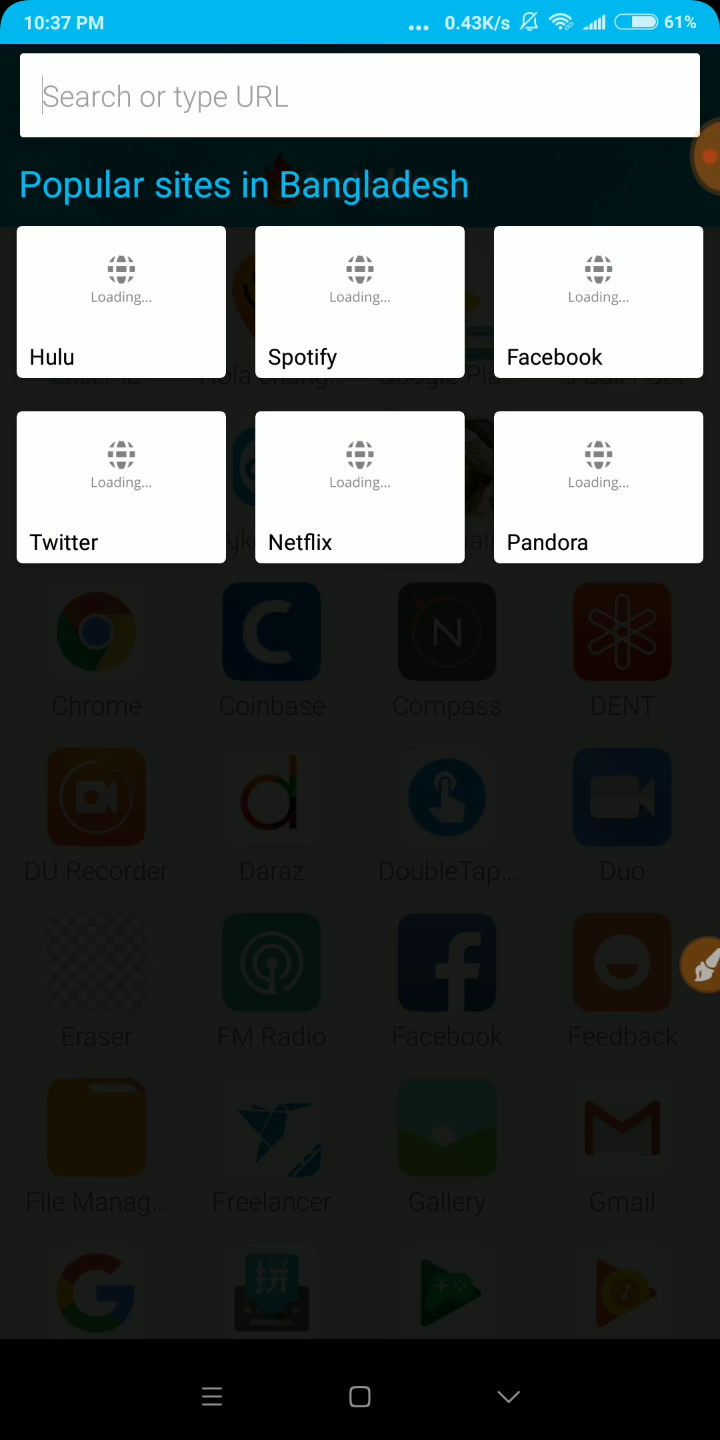 10:37 PM ... 0.43K/s 61%
Search or type URL
Popular sites in Bangladesh
Loading... Loading... Loading...
Hulu Spotify Facebook
Loading... Loading... Loading...
Twitter Netflix Pandora
Chrome Coinbase Compass DENT
DU Recorder Daraz DoubleTap... Duo
Eraser FM Radio Facebook Feedback
File Manag... Freelancer Gallery Gmail
拼